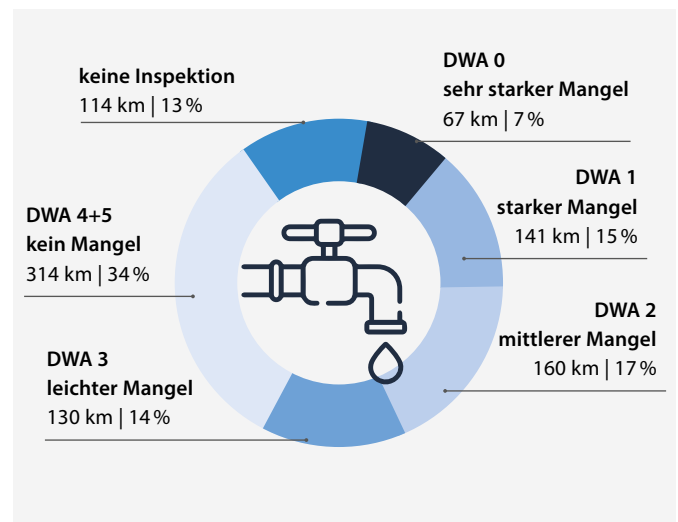 keine Inspektion
114 km | 13 %
DWA 0
sehr starker Mangel
67 km | 7 %
DWA 1
starker Mangel
141 km | 15 %
DWA 2
mittlerer Mangel
160 km | 17 %
DWA 3
leichter Mangel
130 km | 14 %
DWA 4+5
kein Mangel
314 km | 34 %